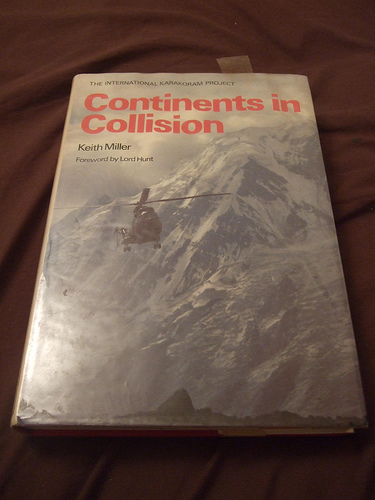 THE INTERNATIONAL KARAKORAM PROJECT
Continents in
Collision
Keith Miller
Foreword by Lord Hunt